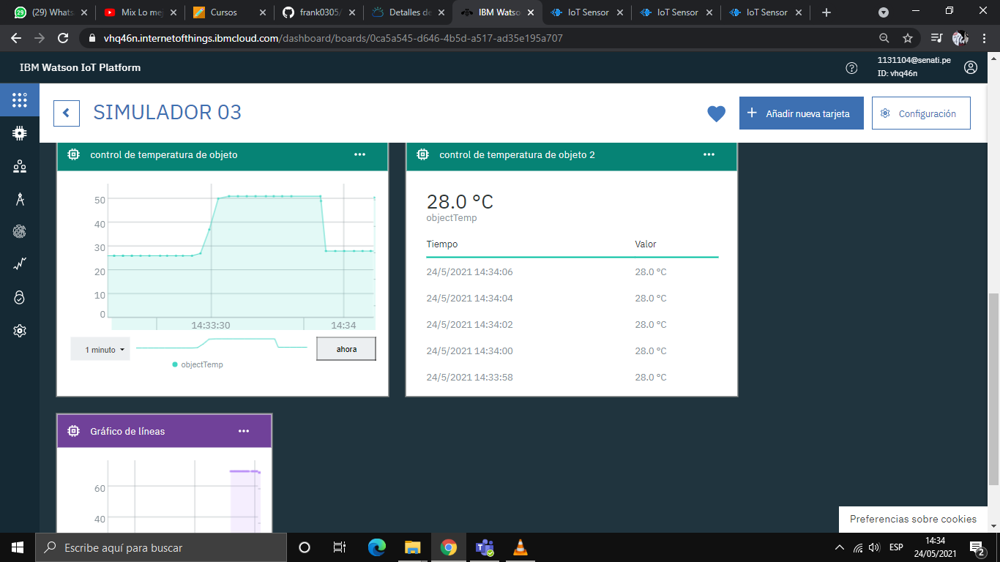 (29) Whats
Mix Lo me
Cursos
frank0305/
Detalles de
IBM Watso
IoT Sensor
IoT Sensor
IoT Sensor
vhq46n.internetofthings.ibmcloud.com/dashboard/boards/0ca5a545-d646-4b5d-a517-ad35e195a707
IBM Watson IoT Platform
1131104@senati.pe
ID: vhq46n
SIMULADOR 03
Añadir nueva tarjeta
Configuración
control de temperatura de objeto
50
40
30
20
10
0
14:33:30
14:34
1 minuto
ahora
objectTemp
control de temperatura de objeto 2
28.0 °C
objectTemp
Tiempo Valor
24/5/2021 14:34:06 28.0 °C
24/5/2021 14:34:04 28.0 °C
24/5/2021 14:34:02 28.0 °C
24/5/2021 14:34:00 28.0 °C
24/5/2021 14:33:58 28.0 °C
Gráfico de líneas
60
40
Preferencias sobre cookies
Escribe aquí para buscar
ESP
14:34
24/05/2021
2